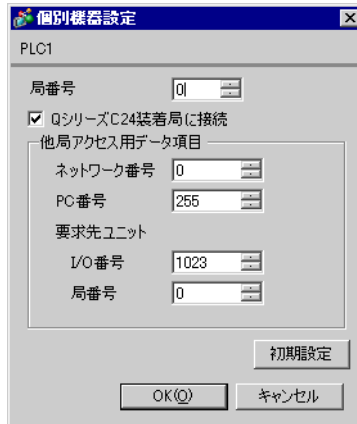 個別機器設定
PLC1
局番号 0
QシリーズC24装着局に接続
他局アクセス用データ項目
ネットワーク番号 0
PC番号 255
要求先ユニット
I/O番号 1023
局番号 0
初期設定
OK(O) キャンセル